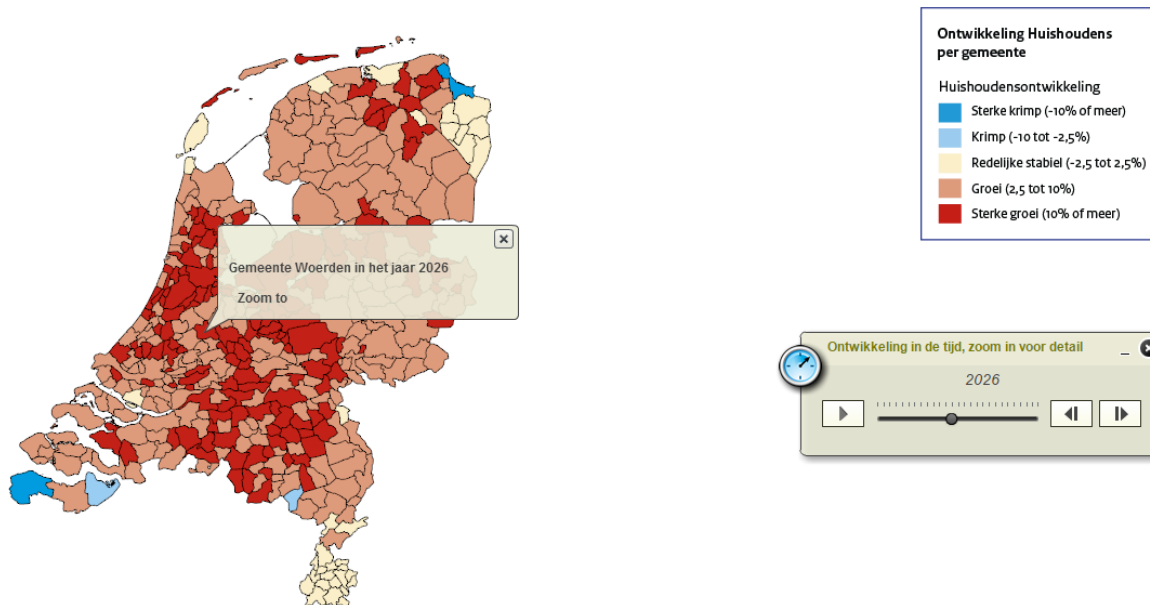 Ontwikkeling Huishoudens
per gemeente
Huishoudensontwikkeling
Sterke krimp (-10% of meer)
Krimp (-10 tot -2,5%)
Redelijke stabiel (-2,5 tot 2,5%)
Groei (2,5 tot 10%)
Sterke groei (10% of meer)
Gemeente Woerden in het jaar 2026
Zoom to
Ontwikkeling in de tijd, zoom in voor detail
2026